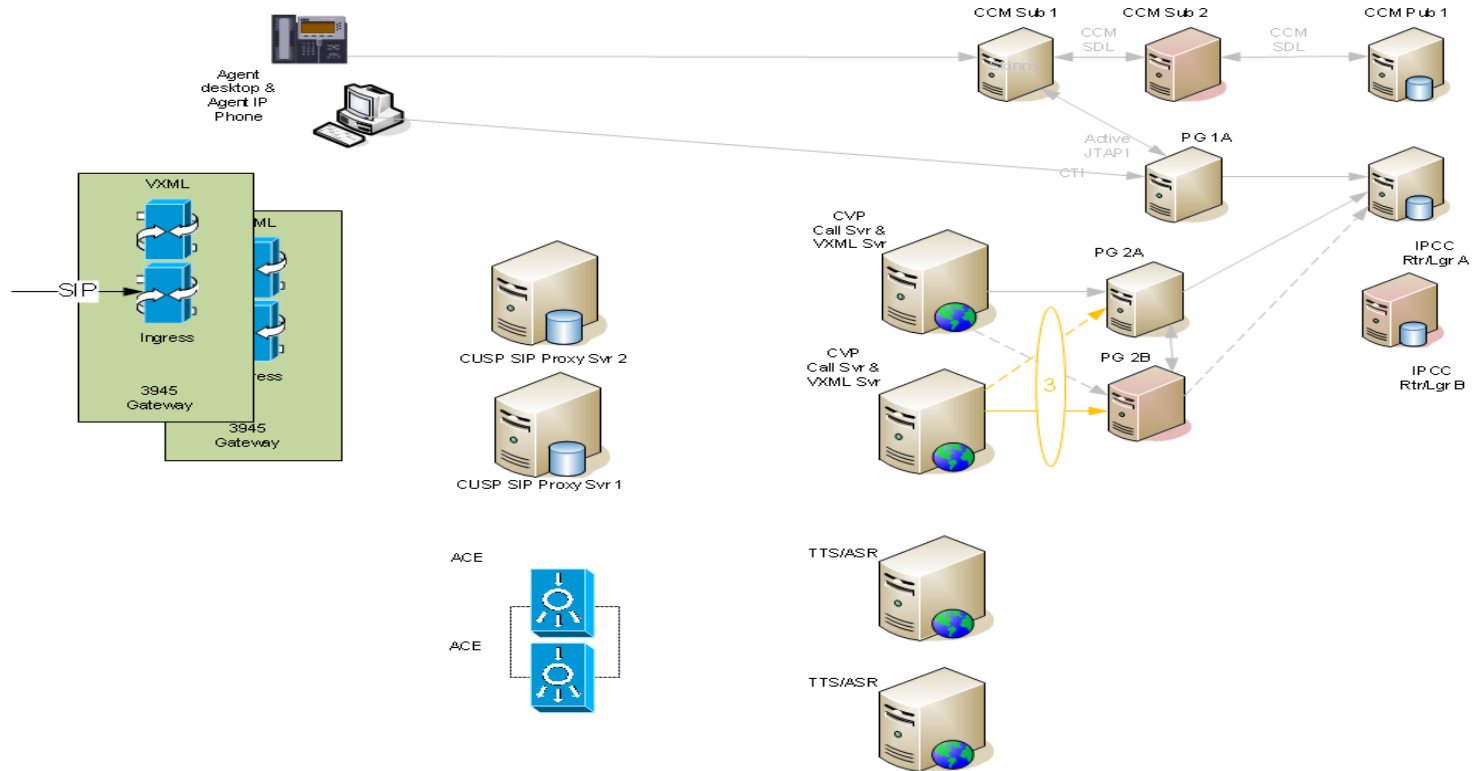 CCM Sub 1
CCM Sub 2
CCM Pub 1
CCM
SDL
CCM
SDL
Skinny
Agent
desktop &
Agent IP
Phone
Active
JTAPI
PG 1A
CTI
VXML
ML
SIP
Ingress
ress
3945
Gateway
3945
Gateway
CUSP SIP Proxy Svr 2
CUSP SIP Proxy Svr 1
CVP
Call Svr &
VXML Svr
CVP
Call Svr &
VXML Svr
PG 2A
PG 2B
3
IPCC
Rtr/Lgr A
IPCC
Rtr/Lgr B
ACE
ACE
TTS/ASR
TTS/ASR